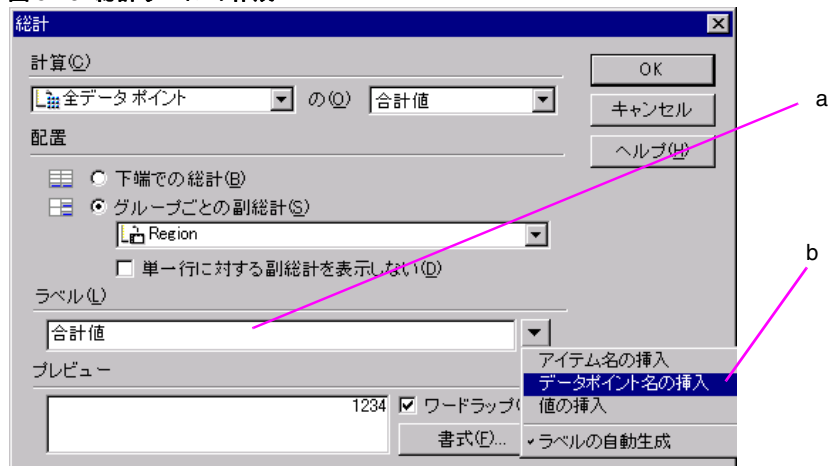 総計
計算(C)
OK
全データ ポイント
の(O)
合計値
キャンセル
a
配置
ヘルプ(H)
下端での総計(B)
グループごとの副総計(S)
Region
b
単一行に対する副総計を表示しない(D)
ラベル(L)
合計値
アイテム名の挿入
プレビュー
データポイント名の挿入
1234
ワードラップ(
値の挿入
書式(F)...
ラベルの自動生成